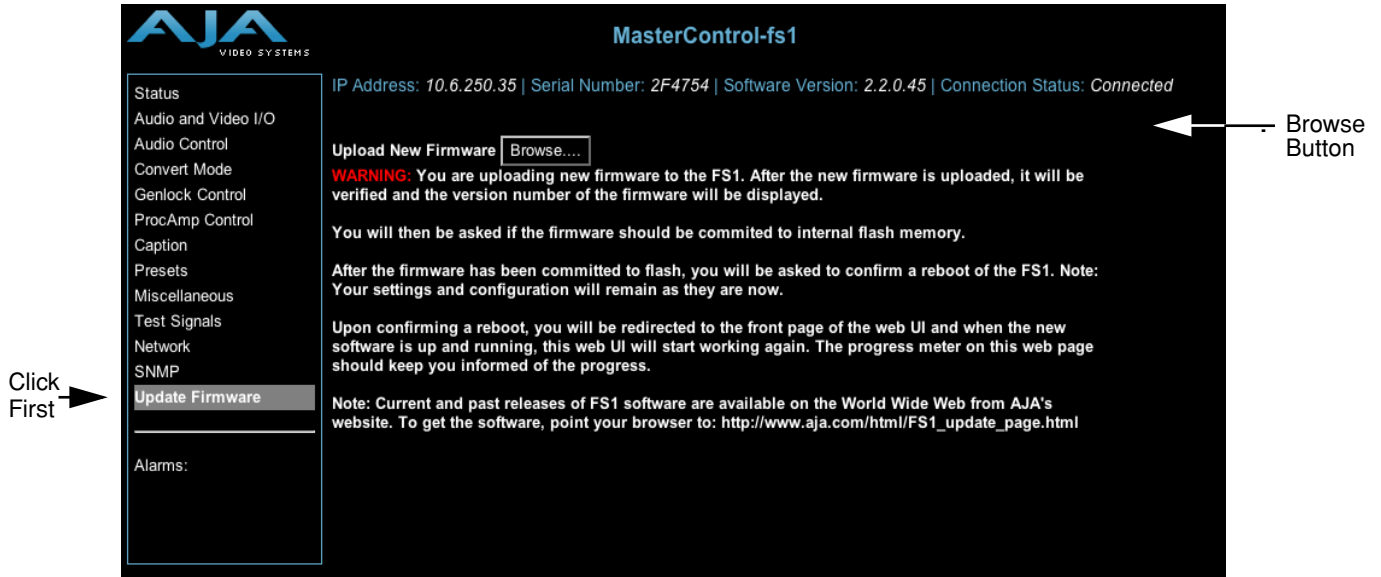 AJA
VIDEO SYSTEMS
MasterControl-fs1
IP Address: 10.6.250.35 | Serial Number: 2F4754 | Software Version: 2.2.0.45 | Connection Status: Connected
Status
Audio and Video I/O
Audio Control
Convert Mode
Genlock Control
ProcAmp Control
Caption
Presets
Miscellaneous
Test Signals
Network
SNMP
Update Firmware
Alarms:
Click
First
Browse
Button
Upload New Firmware Browse....
WARNING: You are uploading new firmware to the FS1. After the new firmware is uploaded, it will be
verified and the version number of the firmware will be displayed.
You will then be asked if the firmware should be commited to internal flash memory.
After the firmware has been committed to flash, you will be asked to confirm a reboot of the FS1. Note:
Your settings and configuration will remain as they are now.
Upon confirming a reboot, you will be redirected to the front page of the web UI and when the new
software is up and running, this web UI will start working again. The progress meter on this web page
should keep you informed of the progress.
Note: Current and past releases of FS1 software are available on the World Wide Web from AJA's
website. To get the software, point your browser to: http://www.aja.com/html/FS1_update_page.html